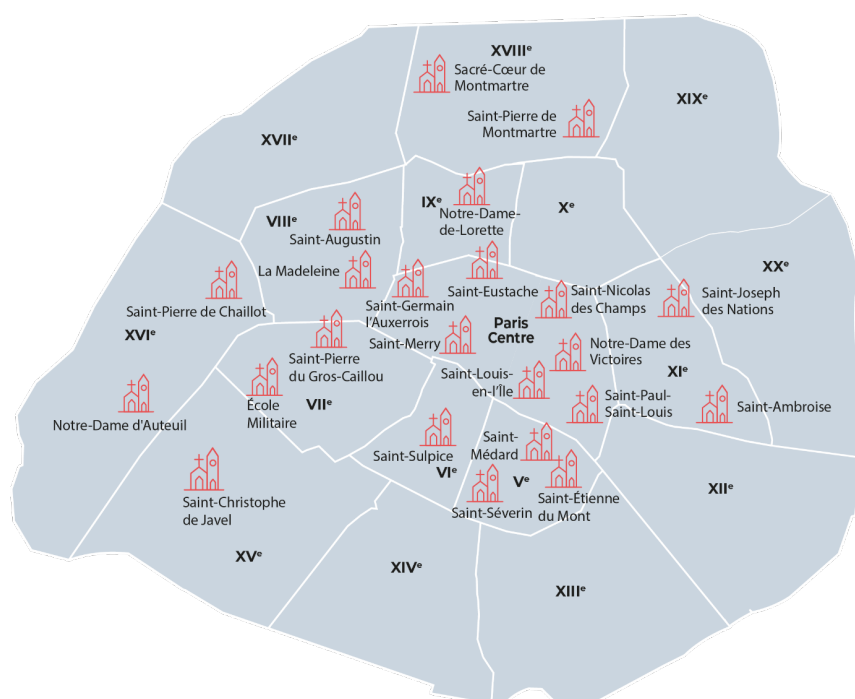 XVIIIᵉ
Sacré-Cœur de
Montmartre
XIXᵉ
Saint-Pierre de
Montmartre
XVIIᵉ
IXᵉ
Xᵉ
Notre-Dame-
de-Lorette
VIIIᵉ
Saint-Augustin
La Madeleine
XXᵉ
Saint-Eustache
Saint-Nicolas
des Champs
Saint-Joseph
des Nations
Saint-Pierre de Chaillot
Saint-Germain
l'Auxerrois
XVIᵉ
Paris
Centre
Saint-Merry
Notre-Dame des
Victoires
Saint-Pierre
du Gros-Caillou
Saint-Louis-
en-l'Île
XIᵉ
École
Militaire
VIIᵉ
Saint-Paul-
Saint-Louis
Saint-Ambroise
Notre-Dame d'Auteuil
Saint-
Médard
Saint-Sulpice
VIᵉ
Vᵉ
XIIᵉ
Saint-Christophe
de Javel
Saint-Séverin
Saint-Étienne
du Mont
XVᵉ
XIVᵉ
XIIIᵉ